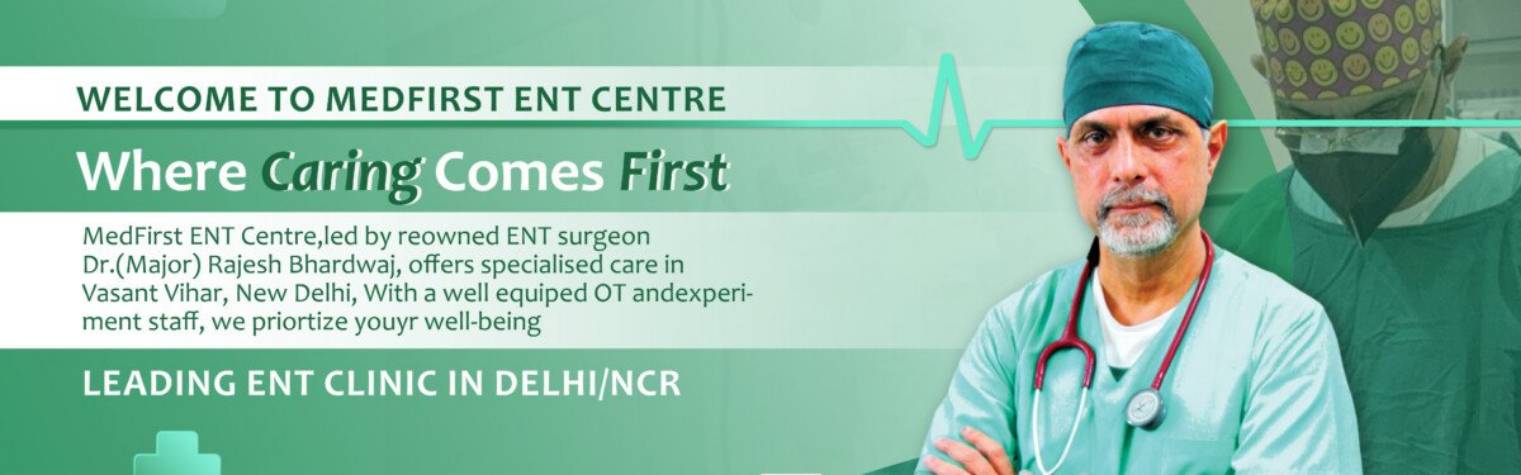 WELCOME TO MEDFIRST ENT CENTRE
Where Caring Comes First
MedFirst ENT Centre,led by reowned ENT surgeon
Dr.(Major) Rajesh Bhardwaj, offers specialised care in
Vasant Vihar, New Delhi, With a well equiped OT andexperi-
ment staff, we priortize youyr well-being
LEADING ENT CLINIC IN DELHI/NCR